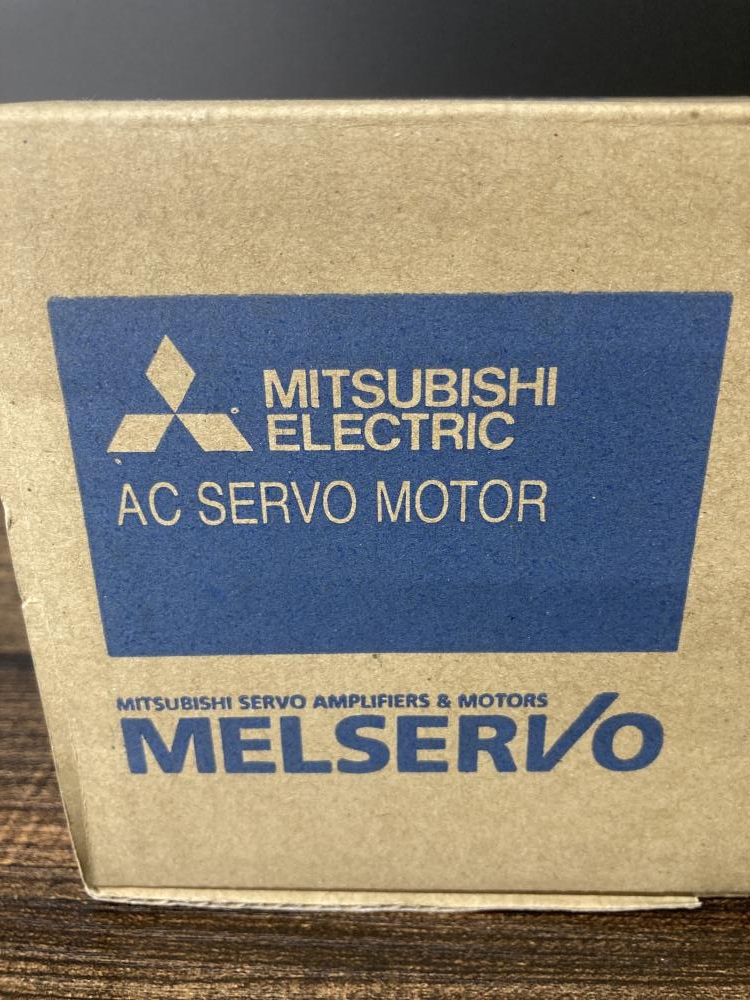 MITSUBISHI
ELECTRIC
AC SERVO MOTOR
MITSUBISHI SERVO AMPLIFIERS & MOTORS
MELSERVO